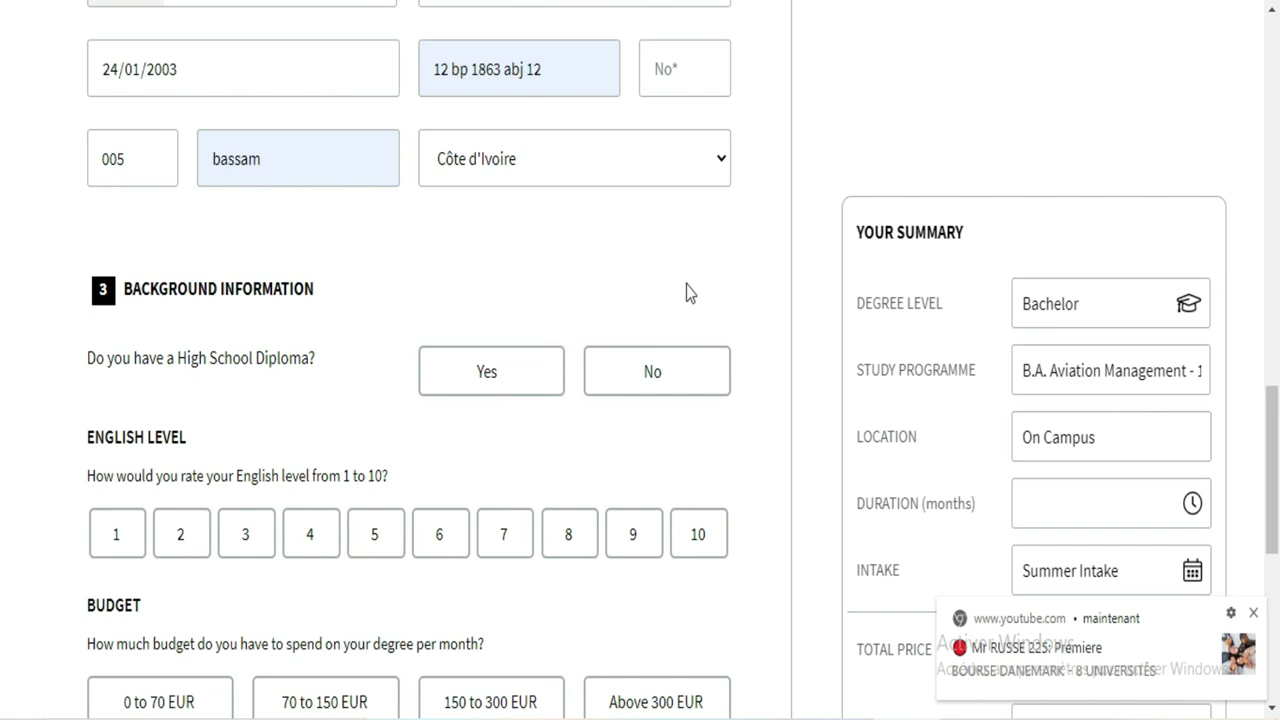 24/01/2003
12 bp 1863 abj 12
No*
005
bassam
Côte d'Ivoire
3 BACKGROUND INFORMATION
Do you have a High School Diploma?
Yes
No
ENGLISH LEVEL
How would you rate your English level from 1 to 10?
1 2 3 4 5 6 7 8 9 10
BUDGET
How much budget do you have to spend on your degree per month?
0 to 70 EUR
70 to 150 EUR
150 to 300 EUR
Above 300 EUR
YOUR SUMMARY
DEGREE LEVEL
Bachelor
STUDY PROGRAMME
B.A. Aviation Management - 1
LOCATION
On Campus
DURATION (months)
INTAKE
Summer Intake
TOTAL PRICE
www.youtube.com • maintenant
Activer Windows
Mr RUSSE 225: Première
BOURSE DANEMARK - 8 UNIVERSITÉS